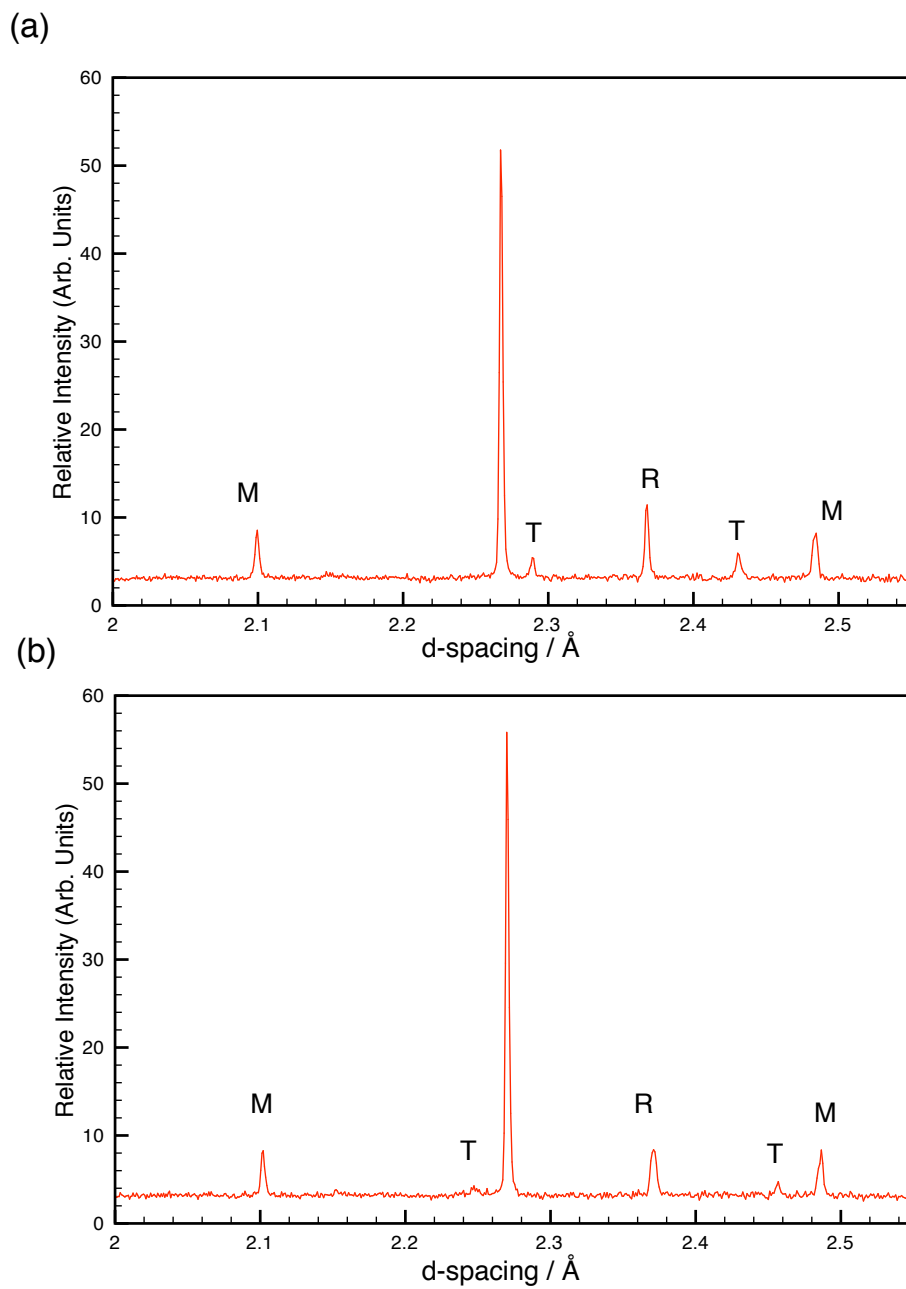 (a)
60
50
40
30
20
10
0
Relative Intensity (Arb. Units)
M
T
R
T
M
2
2.1
2.2
2.3
2.4
2.5
d-spacing / Å
(b)
60
50
40
30
20
10
0
Relative Intensity (Arb. Units)
M
T
R
T
M
2
2.1
2.2
2.3
2.4
2.5
d-spacing / Å